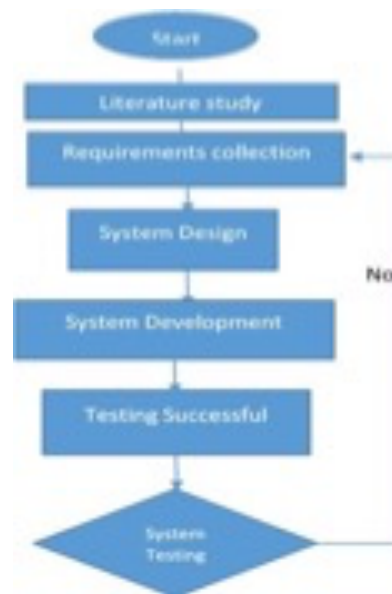 Start
Literature study
Requirements collection
System Design
No
System Development
Testing Successful
System
Testing